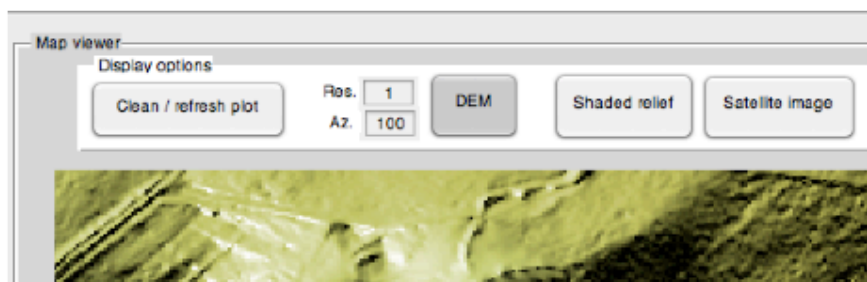 Map viewer
Display options
Clean / refresh plot
Res. 1
Az. 100
DEM
Shaded relief
Satellite image